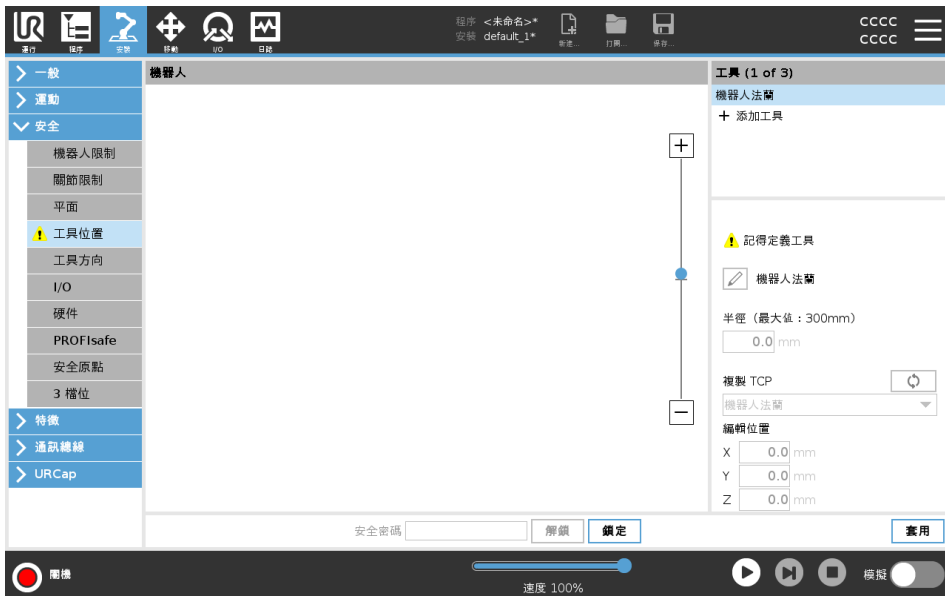 程序 <未命名>*
安裝 default_1*
新建...
打開...
保存...
CCCC
CCCC
運行
程序
安裝
移動
I/O
日誌
一般
運動
安全
機器人限制
關節限制
平面
工具位置
工具方向
I/O
硬件
PROFIsafe
安全原點
3 檔位
特徵
通訊總線
URCap
機器人
工具 (1 of 3)
機器人法蘭
添加工具
記得定義工具
機器人法蘭
半徑（最大值：300mm）
0.0 mm
複製 TCP
機器人法蘭
編輯位置
X 0.0 mm
Y 0.0 mm
Z 0.0 mm
安全密碼
解鎖
鎖定
套用
關機
速度 100%
模擬